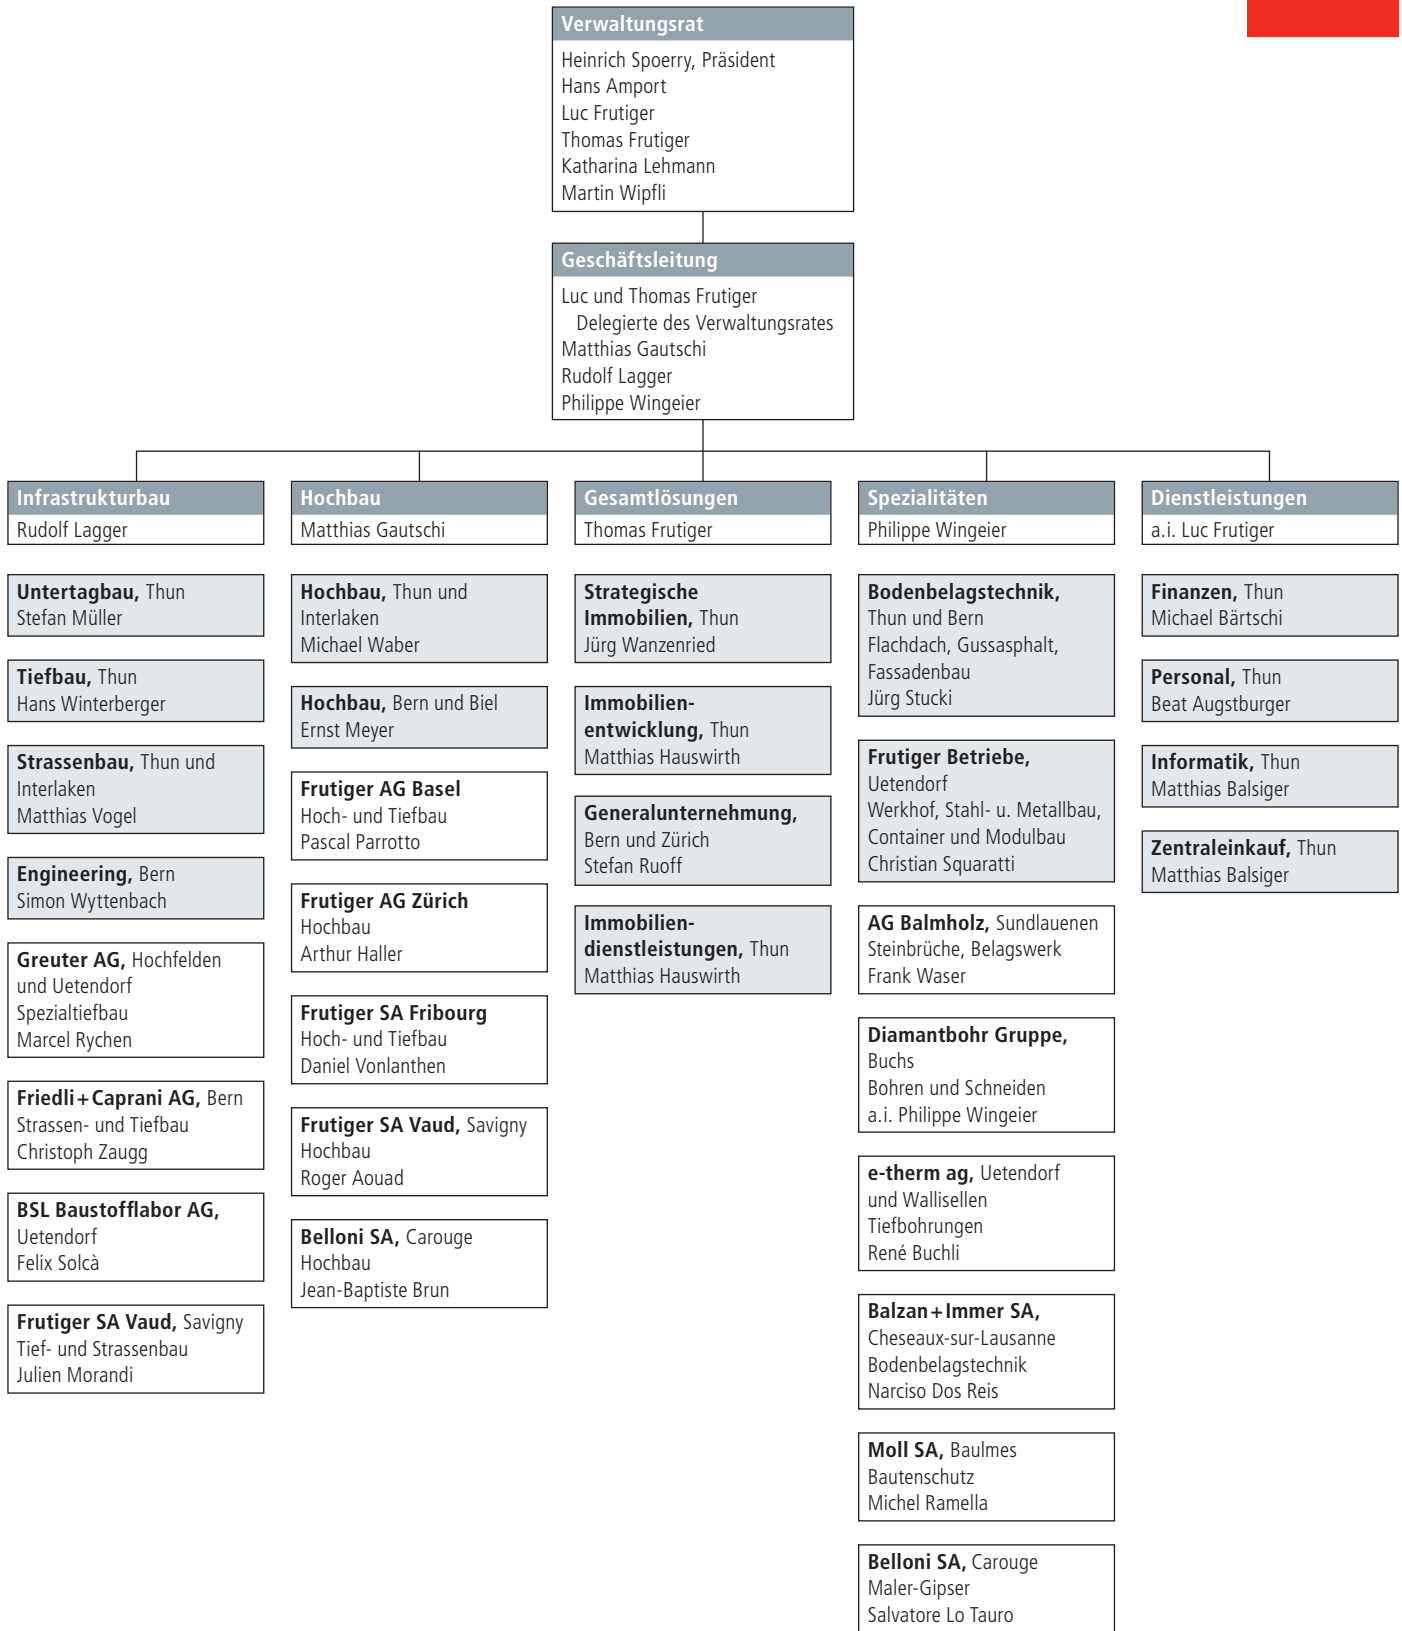 Verwaltungsrat
Heinrich Spoerry, Präsident
Hans Amport
Luc Frutiger
Thomas Frutiger
Katharina Lehmann
Martin Wipfli
Geschäftsleitung
Luc und Thomas Frutiger
Delegierte des Verwaltungsrates
Matthias Gautschi
Rudolf Lagger
Philippe Wingeier
Infrastrukturbau
Rudolf Lagger
Untertagbau, Thun
Stefan Müller
Tiefbau, Thun
Hans Winterberger
Strassenbau, Thun und
Interlaken
Matthias Vogel
Engineering, Bern
Simon Wyttenbach
Greuter AG, Hochfelden
und Uetendorf
Spezialtiefbau
Marcel Rychen
Friedli+Caprani AG, Bern
Strassen- und Tiefbau
Christoph Zaugg
BSL Baustofflabor AG,
Uetendorf
Felix Solcà
Frutiger SA Vaud, Savigny
Tief- und Strassenbau
Julien Morandi
Hochbau
Matthias Gautschi
Hochbau, Thun und
Interlaken
Michael Waber
Hochbau, Bern und Biel
Ernst Meyer
Frutiger AG Basel
Hoch- und Tiefbau
Pascal Parrotto
Frutiger AG Zürich
Hochbau
Arthur Haller
Frutiger SA Fribourg
Hoch- und Tiefbau
Daniel Vonlanthen
Frutiger SA Vaud, Savigny
Hochbau
Roger Aouad
Belloni SA, Carouge
Hochbau
Jean-Baptiste Brun
Gesamtlösungen
Thomas Frutiger
Strategische
Immobilien, Thun
Jürg Wanzenried
Immobilien-
entwicklung, Thun
Matthias Hauswirth
Generalunternehmung,
Bern und Zürich
Stefan Ruoff
Immobilien-
dienstleistungen, Thun
Matthias Hauswirth
Spezialitäten
Philippe Wingeier
Bodenbelagstechnik,
Thun und Bern
Flachdach, Gussasphalt,
Fassadenbau
Jürg Stucki
Frutiger Betriebe,
Uetendorf
Werkhof, Stahl- u. Metallbau,
Container und Modulbau
Christian Squaratti
AG Balmholz, Sundlauenen
Steinbrüche, Belagswerk
Frank Waser
Diamantbohr Gruppe,
Buchs
Bohren und Schneiden
a.i. Philippe Wingeier
e-therm ag, Uetendorf
und Wallisellen
Tiefbohrungen
René Buchli
Balzan+Immer SA,
Cheseaux-sur-Lausanne
Bodenbelagstechnik
Narciso Dos Reis
Moll SA, Baulmes
Bautenschutz
Michel Ramella
Belloni SA, Carouge
Maler-Gipser
Salvatore Lo Tauro
Dienstleistungen
a.i. Luc Frutiger
Finanzen, Thun
Michael Bärtschi
Personal, Thun
Beat Augstburger
Informatik, Thun
Matthias Balsiger
Zentraleinkauf, Thun
Matthias Balsiger